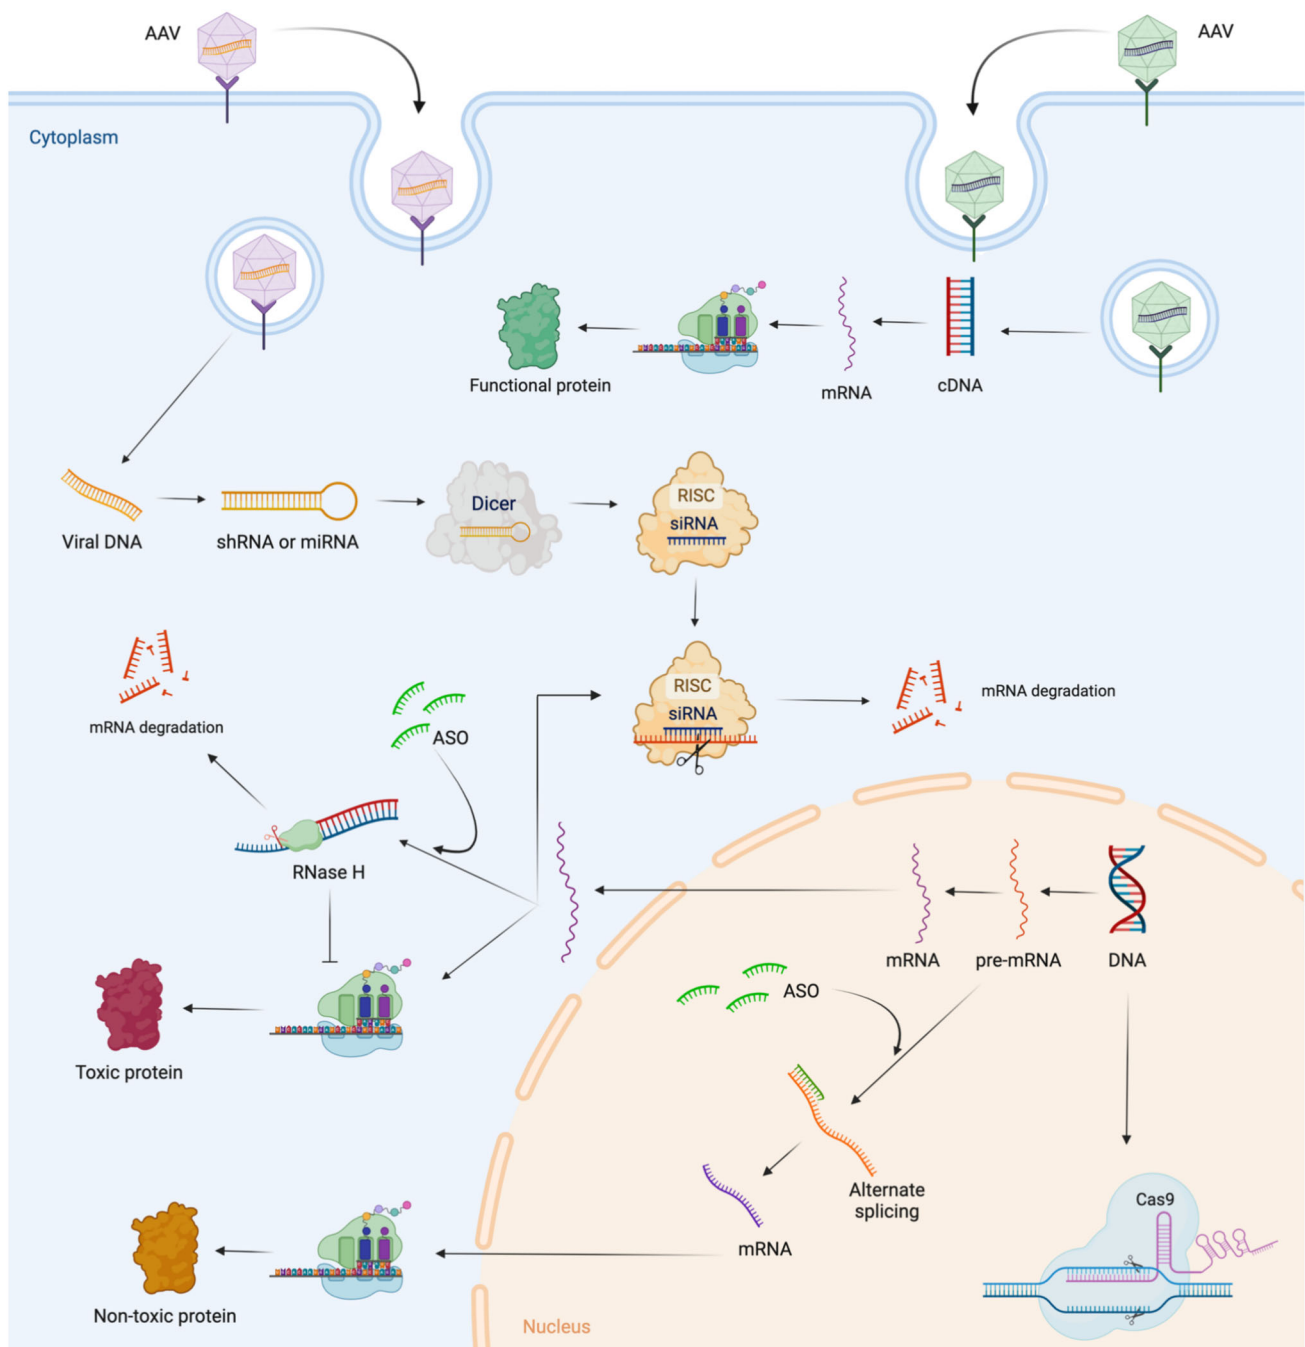 AAV
AAV
Cytoplasm
Functional protein
mRNA
cDNA
Viral DNA
shRNA or miRNA
Dicer
RISC
siRNA
mRNA degradation
ASO
RISC
siRNA
mRNA degradation
RNase H
mRNA
pre-mRNA
DNA
ASO
Toxic protein
Alternate
splicing
Cas9
mRNA
Non-toxic protein
Nucleus